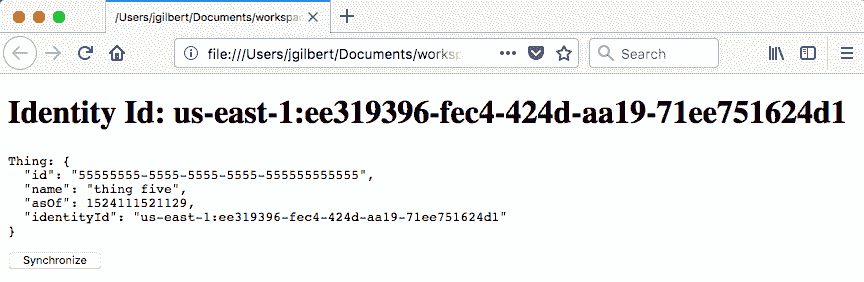 /Users/jgilbert/Documents/workspac
file:///Users/jgilbert/Documents/worksp
Search
Identity Id: us-east-1:ee319396-fec4-424d-aa19-71ee751624d1
Thing: {
  "id": "55555555-5555-5555-5555-555555555555",
  "name": "thing five",
  "asOf": 1524111521129,
  "identityId": "us-east-1:ee319396-fec4-424d-aa19-71ee751624d1"
}
Synchronize